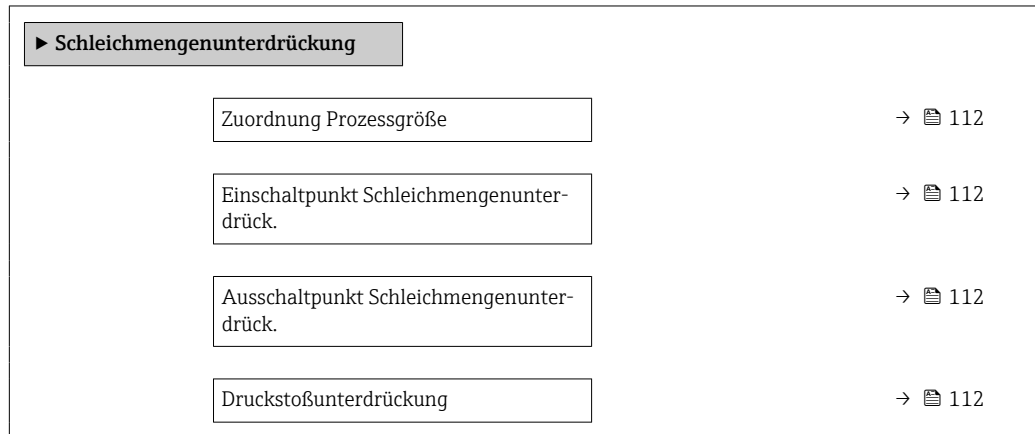 ▶ Schleichmengenunterdrückung
Zuordnung Prozessgröße → 112
Einschaltpunkt Schleichmengenunter- → 112
drück.
Ausschaltpunkt Schleichmengenunter- → 112
drück.
Druckstoßunterdrückung → 112